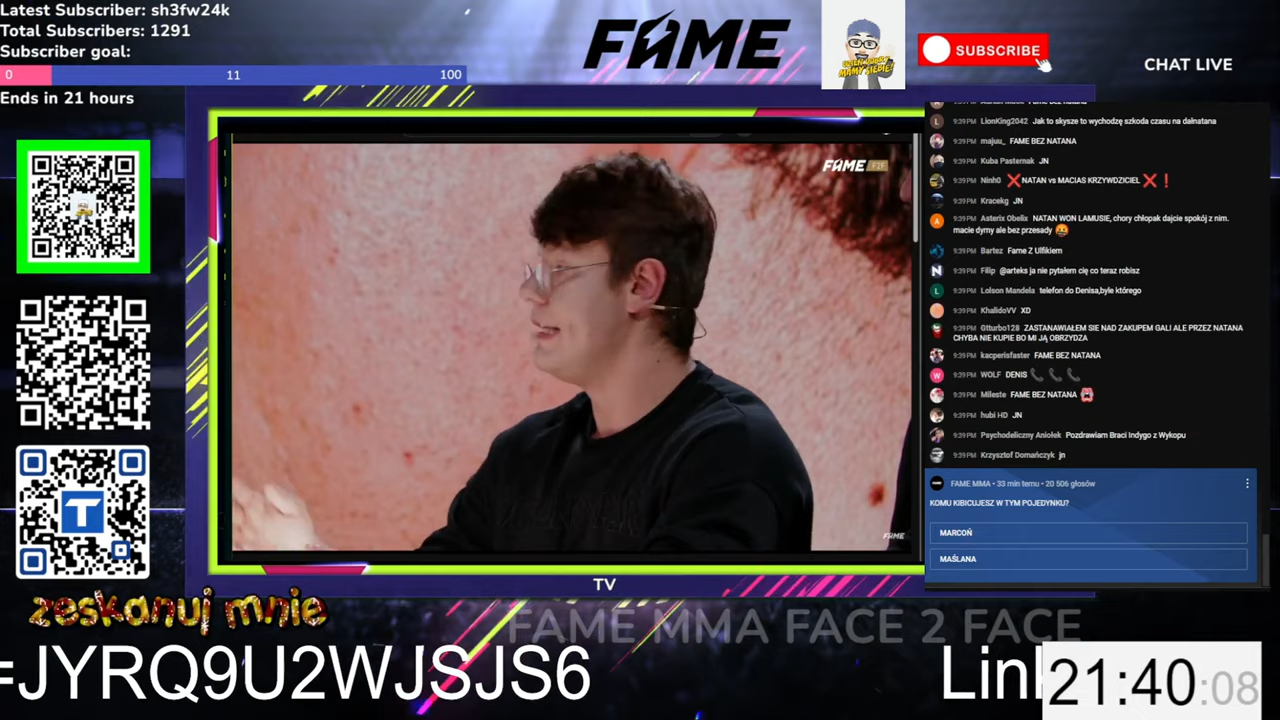 Latest Subscriber: sh3fw24k
Total Subscribers: 1291
Subscriber goal:
0 11 100
Ends in 21 hours
FAME
SUBSCRIBE
CHAT LIVE
9:39 PM LionKing2042 Jak to skysze to wychodzę szkoda czasu na dałnatana
9:39 PM majuu_ FAME BEZ NATANA
9:39 PM Kuba Pasternak JN
9:39 PM Ninh0 ❌NATAN vs MACIAS KRZYWDZICIEL ❌ ❗
9:39 PM Kracekg JN
9:39 PM Asterix Obelix NATAN WON LAMUSIE, chory chłopak dajcie spokój z nim.
macie dymy ale bez przesady 🤬
9:39 PM Bartez Fame Z Ulfikiem
9:39 PM Filip @arteks ja nie pytałem cię co teraz robisz
9:39 PM Lolson Mandela telefon do Denisa,byle którego
9:39 PM KhalidoVV XD
9:39 PM Gtturbo128 ZASTANAWIAŁEM SIE NAD ZAKUPEM GALI ALE PRZEZ NATANA
CHYBA NIE KUPIE BO MI JĄ OBRZYDZA
9:39 PM kacperisfaster FAME BEZ NATANA
9:39 PM WOLF DENIS 📞 📞 📞
9:39 PM Mileste FAME BEZ NATANA
9:39 PM hubi HD JN
9:39 PM Psychodeliczny Aniołek Pozdrawiam Braci Indygo z Wykopu
9:39 PM Krzysztof Domańczyk jn
FAME MMA • 33 min temu • 20 506 głosów
KOMU KIBICUJESZ W TYM POJEDYNKU?
MARCOŃ
MAŚLANA
FAME F2F
FAME
TV
T
zeskanuj mnie
FAME MMA FACE 2 FACE
=JYRQ9U2WJSJS6
Link
21:40:08